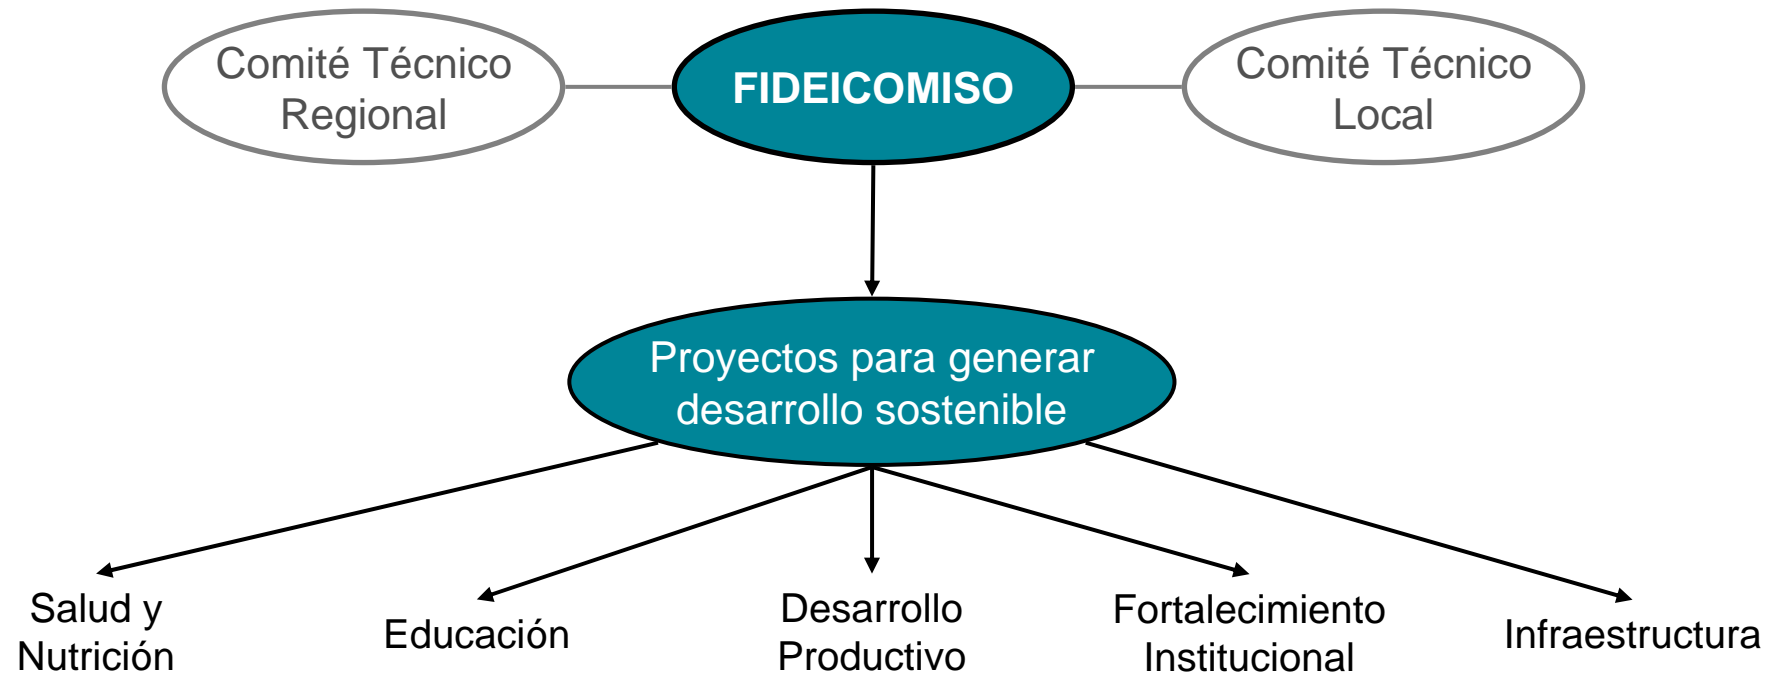 Comité Técnico
Regional
FIDEICOMISO
Comité Técnico
Local
Proyectos para generar
desarrollo sostenible
Salud y
Nutrición
Educación
Desarrollo
Productivo
Fortalecimiento
Institucional
Infraestructura